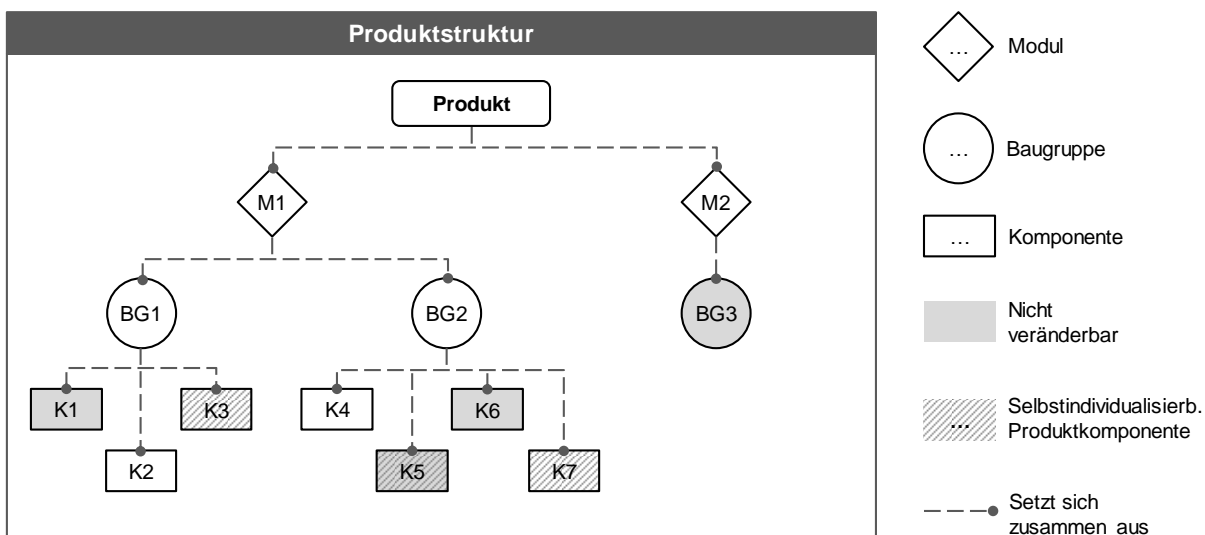 Produktstruktur
Produkt
M1
M2
BG1
BG2
BG3
K1
K3
K4
K6
K2
K5
K7
…
Modul
…
Baugruppe
…
Komponente
Nicht
veränderbar
…
Selbstindividualisierb.
Produktkomponente
Setzt sich
zusammen aus